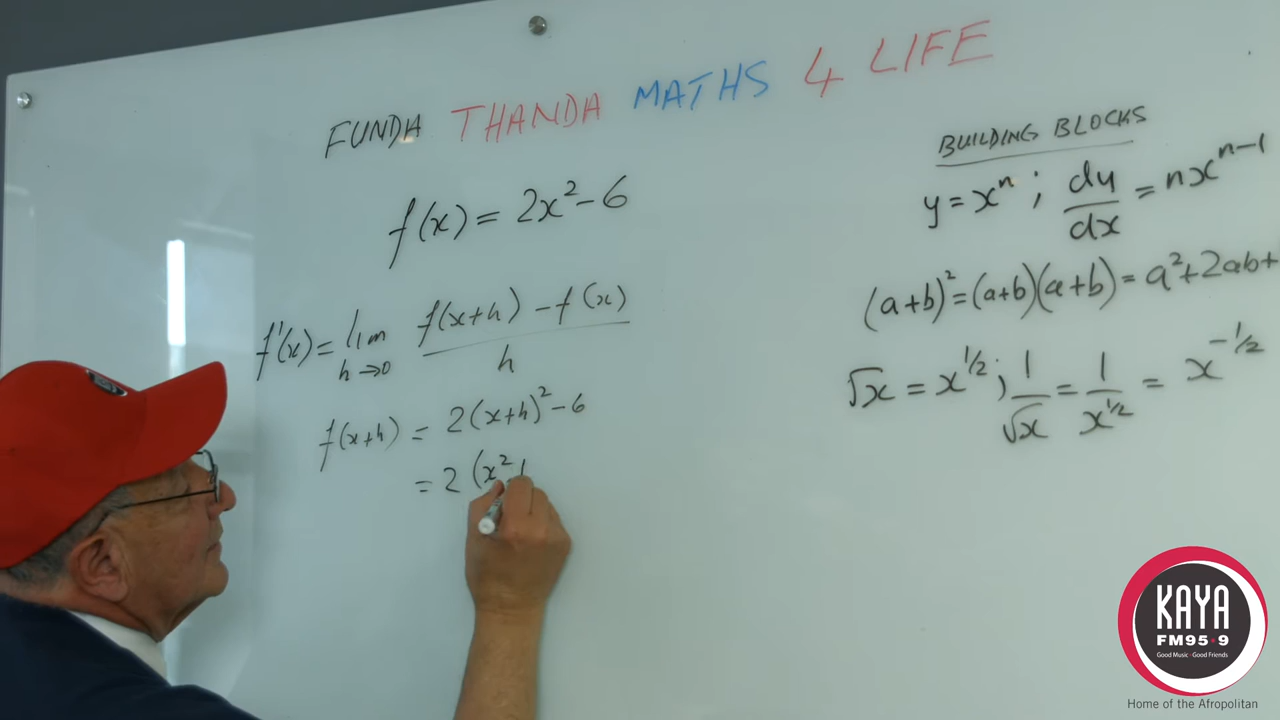 FUNDA THANDA MATHS 4 LIFE
f(x) = 2x² - 6
f'(x) = lim h→0 f(x+h) - f(x) / h
f(x+h) = 2(x+h)² - 6
= 2(x²
BUILDING BLOCKS
y = xⁿ ; dy/dx = nxⁿ⁻¹
(a+b)² = (a+b)(a+b) = a² + 2ab +
√x = x^1/2 ; 1/√x = 1/x^1/2 = x^-1/2
KAYA
FM95·9
Good Music · Good Friends
Home of the Afropolitan